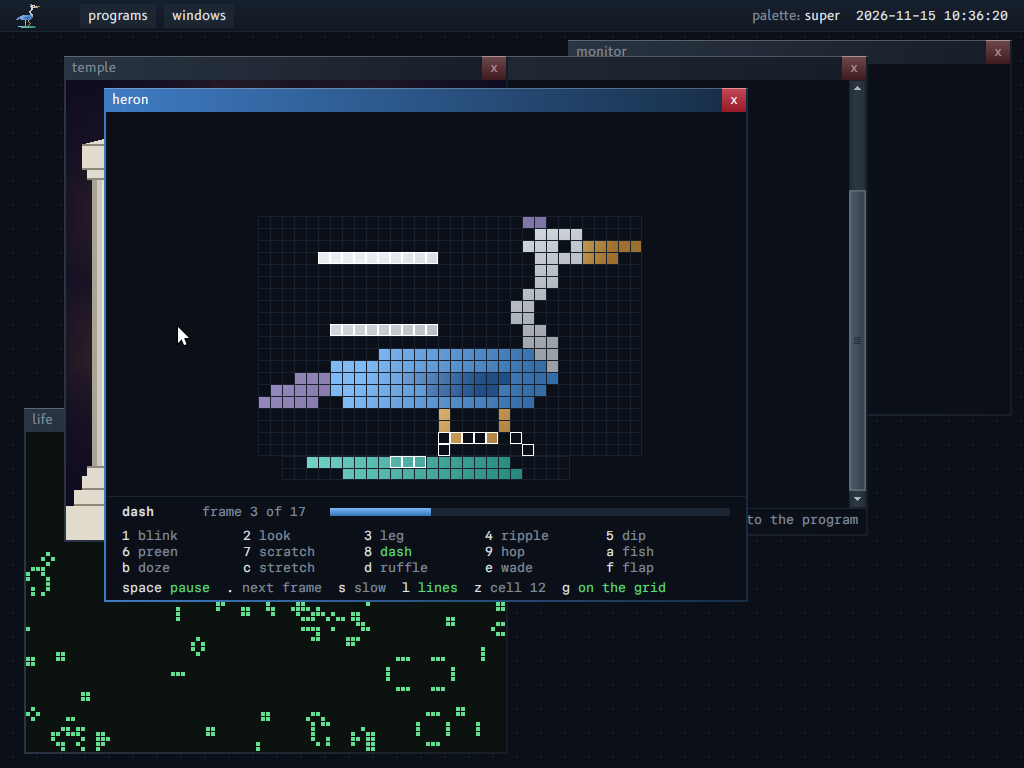 programs windows palette: super 2026-11-15 10:36:20
monitor x
temple x x
heron x
life
to the program
dash frame 3 of 17
1 blink 2 look 3 leg 4 ripple 5 dip
6 preen 7 scratch 8 dash 9 hop a fish
b doze c stretch d ruffle e wade f flap
space pause . next frame s slow l lines z cell 12 g on the grid